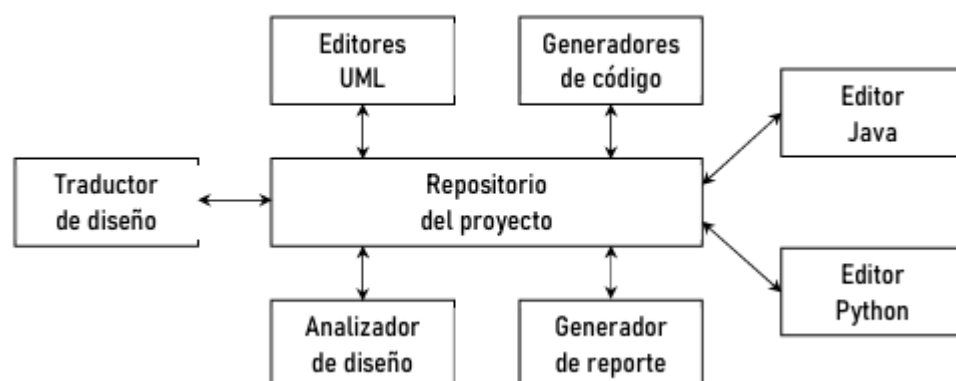 Editores
UML
Generadores
de código
Editor
Java
Traductor
de diseño
Repositorio
del proyecto
Editor
Python
Analizador
de diseño
Generador
de reporte